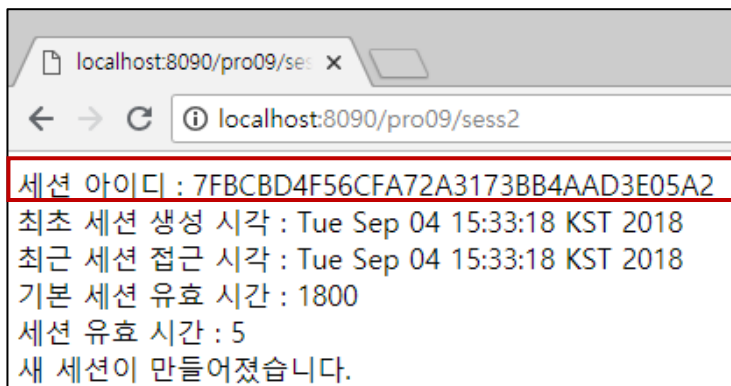 localhost:8090/pro09/ses
localhost:8090/pro09/sess2
세션 아이디 : 7FBCBD4F56CFA72A3173BB4AAD3E05A2
최초 세션 생성 시각 : Tue Sep 04 15:33:18 KST 2018
최근 세션 접근 시각 : Tue Sep 04 15:33:18 KST 2018
기본 세션 유효 시간 : 1800
세션 유효 시간 : 5
새 세션이 만들어졌습니다.